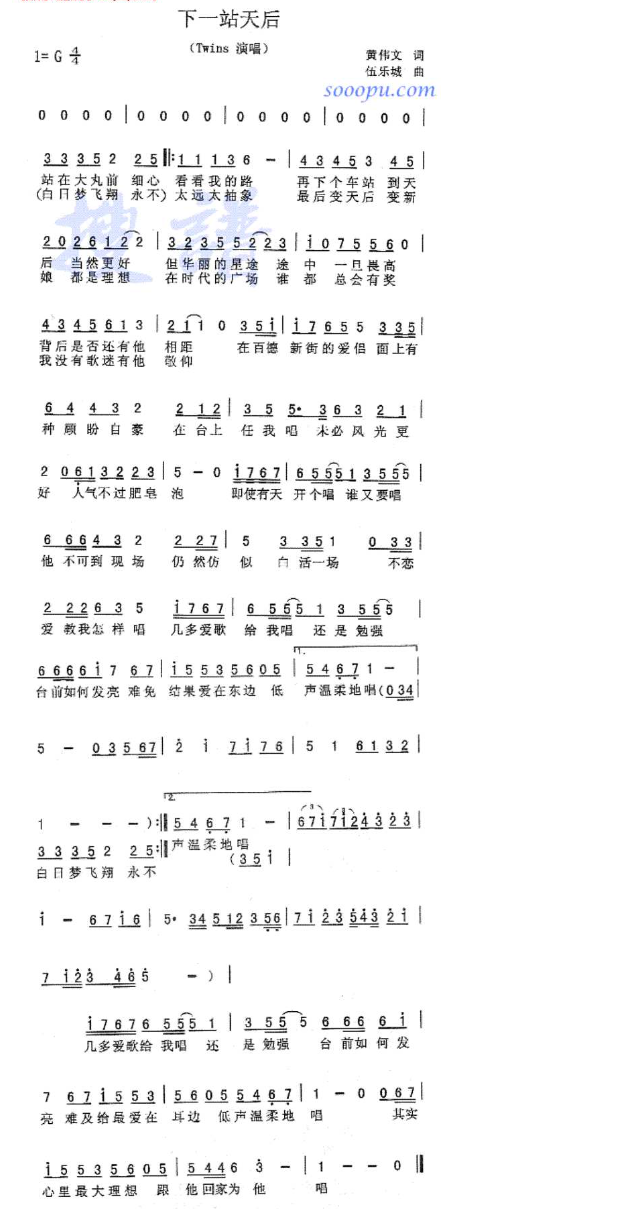 下一站天后
(Twins 演唱)
1= G 4/4
黄伟文 词
伍乐城 曲
sooopu.com
搜谱
0 0 0 0 | 0 0 0 0 | 0 0 0 0 | 0 0 0 0 |
3 3 3 5 2 2 5 ‖: 1 1 1 3 6 - | 4 3 4 5 3 4 5 |
站在大丸前 细心 看看我的路 再下个车站 到天
(白日梦飞翔 永不) 太远太抽象 最后变天后 变新
2 0 2 6 1 2 2 | 3 2 3 5 5 2 2 3 | i 0 7 5 5 6 0 |
后 当然更好 但华丽的星途 途中 一旦畏高
娘 都是理想 在时代的广场 谁都 总会有奖
4 3 4 5 6 1 3 | 2 i 1 0 3 5 i | i 7 6 5 5 3 3 5 |
背后是否还有他 相距 在百德 新街的爱侣 面上有
我没有歌迷有他 敬仰
6 4 4 3 2 2 1 2 | 3 5 5· 3 6 3 2 1 |
种顾盼自豪 在台上 任我唱 未必风光更
2 0 6 1 3 2 2 3 | 5 - 0 i 7 6 7 | 6 5 5 5 1 3 5 5 5 |
好 人气不过肥皂 泡 即使有天 开个唱 谁又要唱
6 6 6 4 3 2 2 2 7 | 5 3 3 5 1 0 3 3 |
他 不可到现场 仍然仿 似 白活一场 不恋
2 2 2 6 3 5 i 7 6 7 | 6 5 5 5 1 3 5 5 5 |
爱 教我怎样唱 几多爱歌 给我唱 还是勉强
1.
6 6 6 6 i 7 6 7 | i 5 5 3 5 6 0 5 | 5 4 6 7 1 - |
台前如何发亮 难免 结果爱在东边 低 声温柔地唱 (0 3 4
5 - 0 3 5 6 7 | 2 i 7 i 7 6 | 5 1 6 1 3 2 |
2.
1 - - - ) :‖ 5 4 6 7 1 - | 6 7 i 7 i 2 4 3 2 3 |
3 3 3 5 2 2 5 :‖ 声温柔地唱 (3 5 i |
白日梦飞翔 永不
i - 6 7 i 6 | 5· 3 4 5 1 2 3 5 6 | 7 i 2 3 5 4 3 2 i |
7 i 2 3 4 6 5 - ) |
i 7 6 7 6 5 5 5 1 | 3 5 5 5 6 6 6 6 i |
几多爱歌给 我唱 还 是 勉强 台 前如何发
7 6 7 i 5 5 3 | 5 6 0 5 5 4 6 7 | 1 - 0 0 6 7 |
亮 难及给最爱在 耳边 低声温柔地 唱 其实
i 5 5 3 5 6 0 5 | 5 4 4 6 3 - | 1 - - 0 ‖
心里最大理想 跟 他回家为他 唱